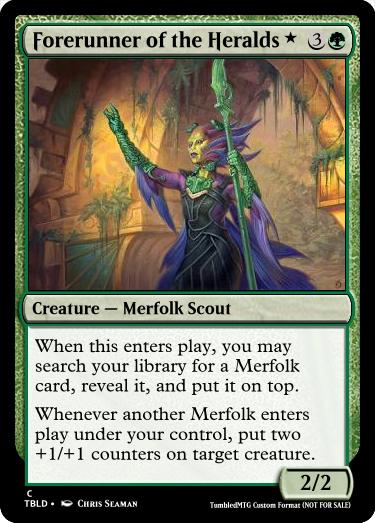 Forerunner of the Heralds ★ 3
Creature — Merfolk Scout
When this enters play, you may
search your library for a Merfolk
card, reveal it, and put it on top.
Whenever another Merfolk enters
play under your control, put two
+1/+1 counters on target creature.
2/2
C
TBLD • Chris Seaman
TumbledMTG Custom Format (NOT FOR SALE)